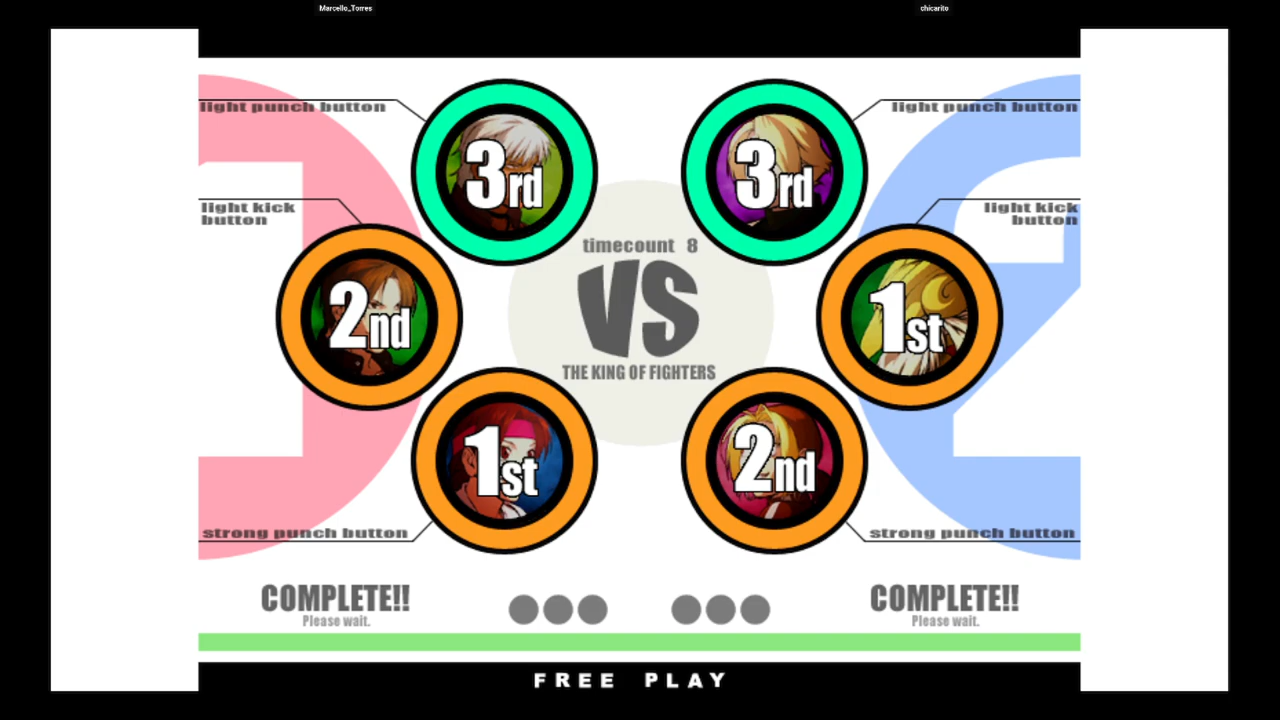 Marcello_Torres
chicarito
light punch button
light punch button
3rd
3rd
light kick
button
light kick
button
timecount 8
2nd
VS
1st
THE KING OF FIGHTERS
1st
2nd
strong punch button
strong punch button
COMPLETE!!
Please wait.
COMPLETE!!
Please wait.
FREE PLAY